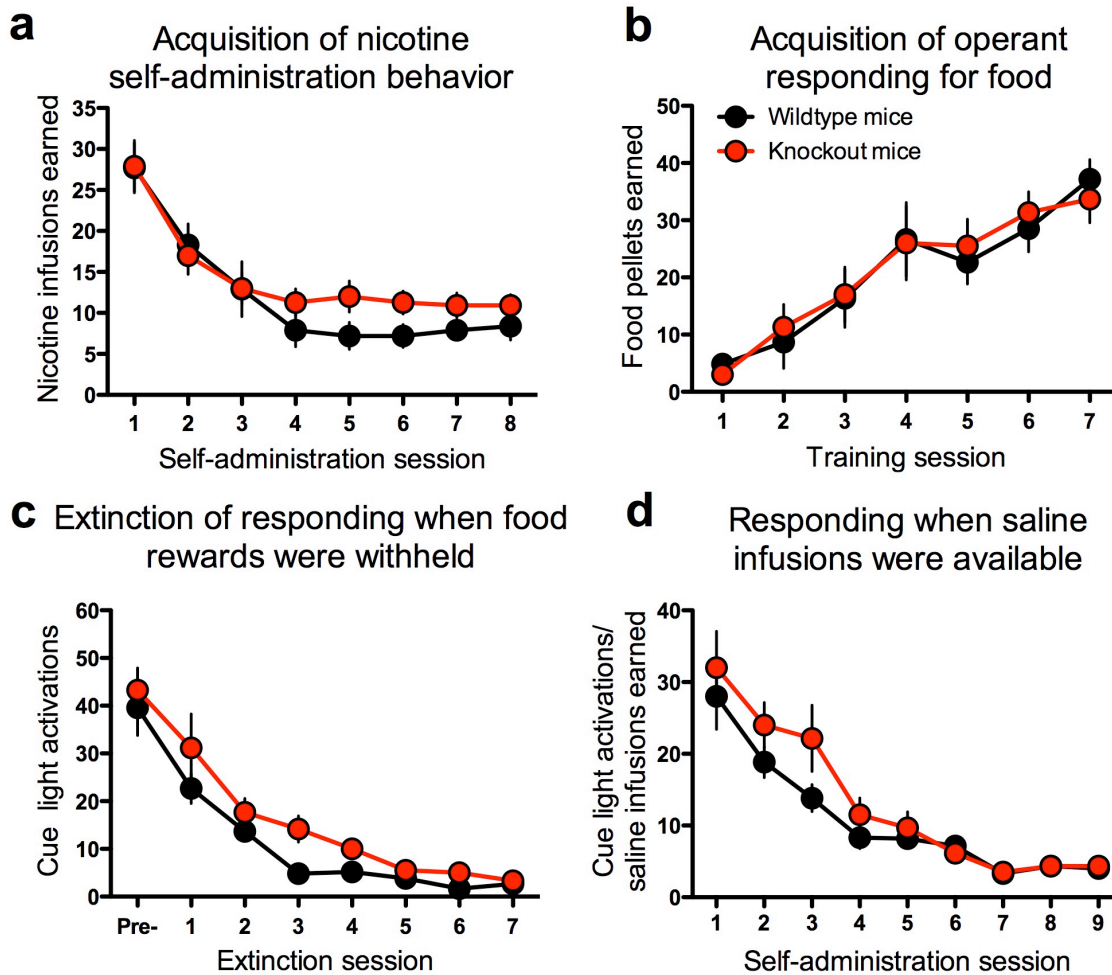 a
Acquisition of nicotine
self-administration behavior
Nicotine infusions earned
35
30
25
20
15
10
5
0
1 2 3 4 5 6 7 8
Self-administration session
b
Acquisition of operant
responding for food
Wildtype mice
Knockout mice
Food pellets earned
50
40
30
20
10
0
1 2 3 4 5 6 7
Training session
c
Extinction of responding when food
rewards were withheld
Cue light activations
60
50
40
30
20
10
0
Pre- 1 2 3 4 5 6 7
Extinction session
d
Responding when saline
infusions were available
Cue light activations/
saline infusions earned
40
30
20
10
0
1 2 3 4 5 6 7 8 9
Self-administration session